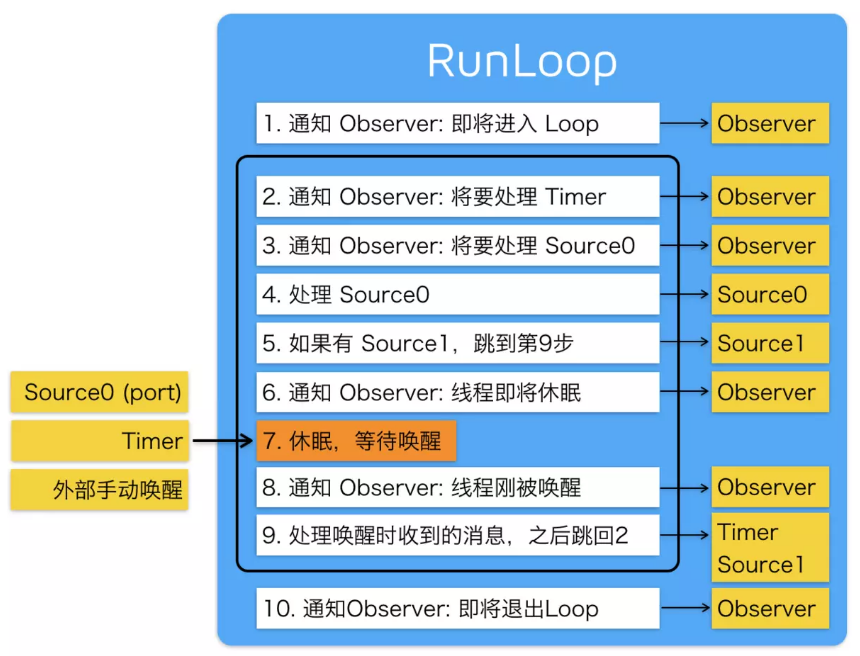 RunLoop
1. 通知 Observer: 即将进入 Loop
Observer
2. 通知 Observer: 将要处理 Timer
Observer
3. 通知 Observer: 将要处理 Source0
Observer
4. 处理 Source0
Source0
5. 如果有 Source1，跳到第9步
Source1
Source0 (port)
6. 通知 Observer: 线程即将休眠
Observer
Timer
7. 休眠，等待唤醒
外部手动唤醒
8. 通知 Observer: 线程刚被唤醒
Observer
9. 处理唤醒时收到的消息，之后跳回2
Timer
Source1
10. 通知Observer: 即将退出Loop
Observer